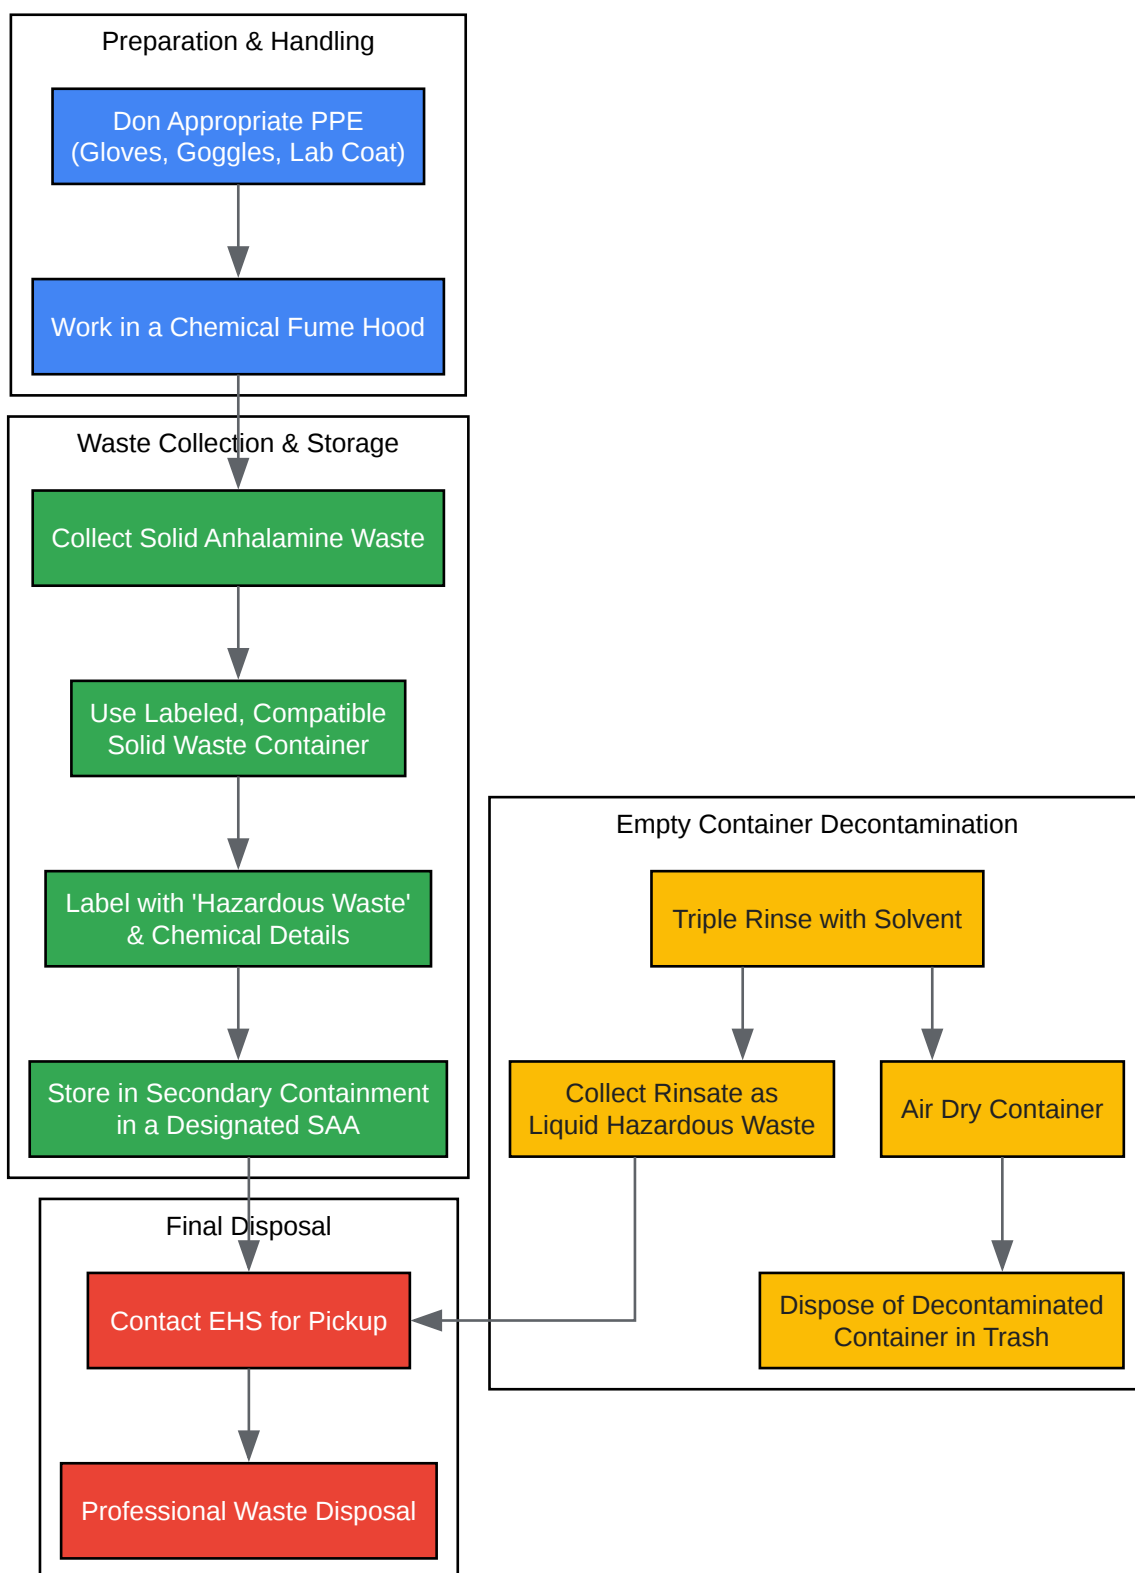 Preparation & Handling
Don Appropriate PPE
(Gloves, Goggles, Lab Coat)
Work in a Chemical Fume Hood
Waste Collection & Storage
Collect Solid Anhalamine Waste
Use Labeled, Compatible
Solid Waste Container
Label with 'Hazardous Waste'
& Chemical Details
Store in Secondary Containment
in a Designated SAA
Empty Container Decontamination
Triple Rinse with Solvent
Collect Rinsate as
Liquid Hazardous Waste
Air Dry Container
Dispose of Decontaminated
Container in Trash
Final Disposal
Contact EHS for Pickup
Professional Waste Disposal